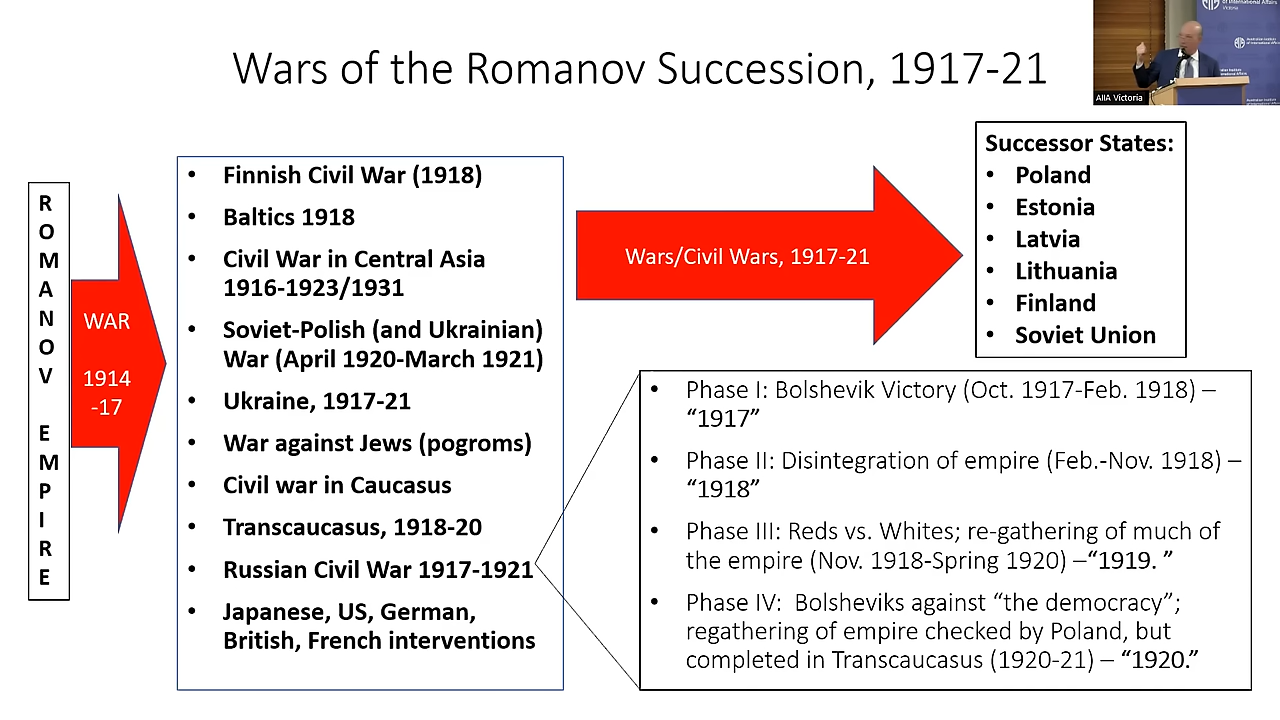 Wars of the Romanov Succession, 1917-21
of International Affairs
Victoria
AIIA Victoria
ROMANOV
EMPIRE
WAR
1914
-17
• Finnish Civil War (1918)
• Baltics 1918
• Civil War in Central Asia
1916-1923/1931
• Soviet-Polish (and Ukrainian)
War (April 1920-March 1921)
• Ukraine, 1917-21
• War against Jews (pogroms)
• Civil war in Caucasus
• Transcaucasus, 1918-20
• Russian Civil War 1917-1921
• Japanese, US, German,
British, French interventions
Wars/Civil Wars, 1917-21
Successor States:
• Poland
• Estonia
• Latvia
• Lithuania
• Finland
• Soviet Union
• Phase I: Bolshevik Victory (Oct. 1917-Feb. 1918) –
“1917”
• Phase II: Disintegration of empire (Feb.-Nov. 1918) –
“1918”
• Phase III: Reds vs. Whites; re-gathering of much of
the empire (Nov. 1918-Spring 1920) –“1919. ”
• Phase IV:  Bolsheviks against “the democracy”;
regathering of empire checked by Poland, but
completed in Transcaucasus (1920-21) – “1920.”